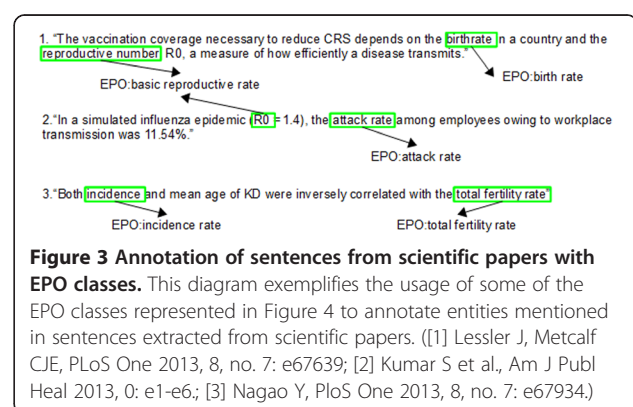 1. “The vaccination coverage necessary to reduce CRS depends on the birthrate in a country and the
reproductive number R0, a measure of how efficiently a disease transmits.”
EPO:basic reproductive rate
EPO:birth rate
2.“In a simulated influenza epidemic (R0 = 1.4), the attack rate among employees owing to workplace
transmission was 11.54%.”
EPO:attack rate
3.“Both incidence and mean age of KD were inversely correlated with the total fertility rate”
EPO:incidence rate
EPO:total fertility rate
Figure 3 Annotation of sentences from scientific papers with
EPO classes. This diagram exemplifies the usage of some of the
EPO classes represented in Figure 4 to annotate entities mentioned
in sentences extracted from scientific papers. ([1] Lessler J, Metcalf
CJE, PLoS One 2013, 8, no. 7: e67639; [2] Kumar S et al., Am J Publ
Heal 2013, 0: e1-e6.; [3] Nagao Y, PloS One 2013, 8, no. 7: e67934.)